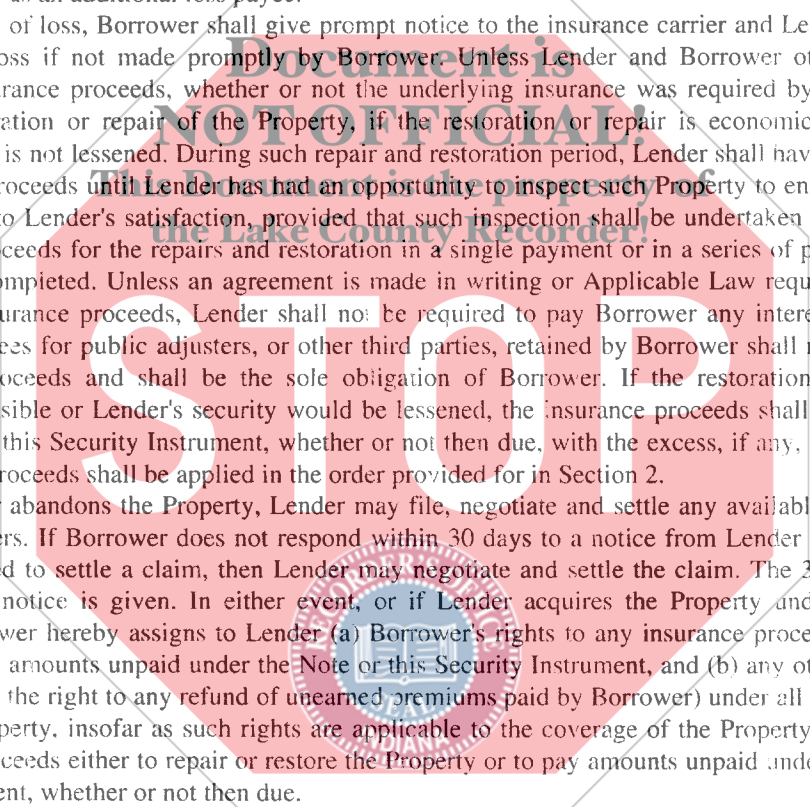 as an additional loss payee.
of loss, Borrower shall give prompt notice to the insurance carrier and Le
oss if not made promptly by Borrower. Unless Lender and Borrower ot
urance proceeds, whether or not the underlying insurance was required by
ation or repair of the Property, if the restoration or repair is economic
is not lessened. During such repair and restoration period, Lender shall hav
roceeds until Lender has had an opportunity to inspect such Property to en
to Lender's satisfaction, provided that such inspection shall be undertaken
ceeds for the repairs and restoration in a single payment or in a series of p
ompleted. Unless an agreement is made in writing or Applicable Law requ
urance proceeds, Lender shall not be required to pay Borrower any intere
ees for public adjusters, or other third parties, retained by Borrower shall
oceeds and shall be the sole obligation of Borrower. If the restoration
sible or Lender's security would be lessened, the insurance proceeds shall
this Security Instrument, whether or not then due, with the excess, if any,
roceeds shall be applied in the order provided for in Section 2.
abandons the Property, Lender may file, negotiate and settle any availabl
ers. If Borrower does not respond within 30 days to a notice from Lender
d to settle a claim, then Lender may negotiate and settle the claim. The 3
notice is given. In either event, or if Lender acquires the Property und
wer hereby assigns to Lender (a) Borrower's rights to any insurance proce
amounts unpaid under the Note or this Security Instrument, and (b) any ot
the right to any refund of unearned premiums paid by Borrower) under all
perty, insofar as such rights are applicable to the coverage of the Property
ceeds either to repair or restore the Property or to pay amounts unpaid unde
ent, whether or not then due.
Document is
NOT OFFICIAL!
This Document is the property of
the Lake County Recorder!
STOP
RECORDER'S OFFICE
SEAL
INDIANA